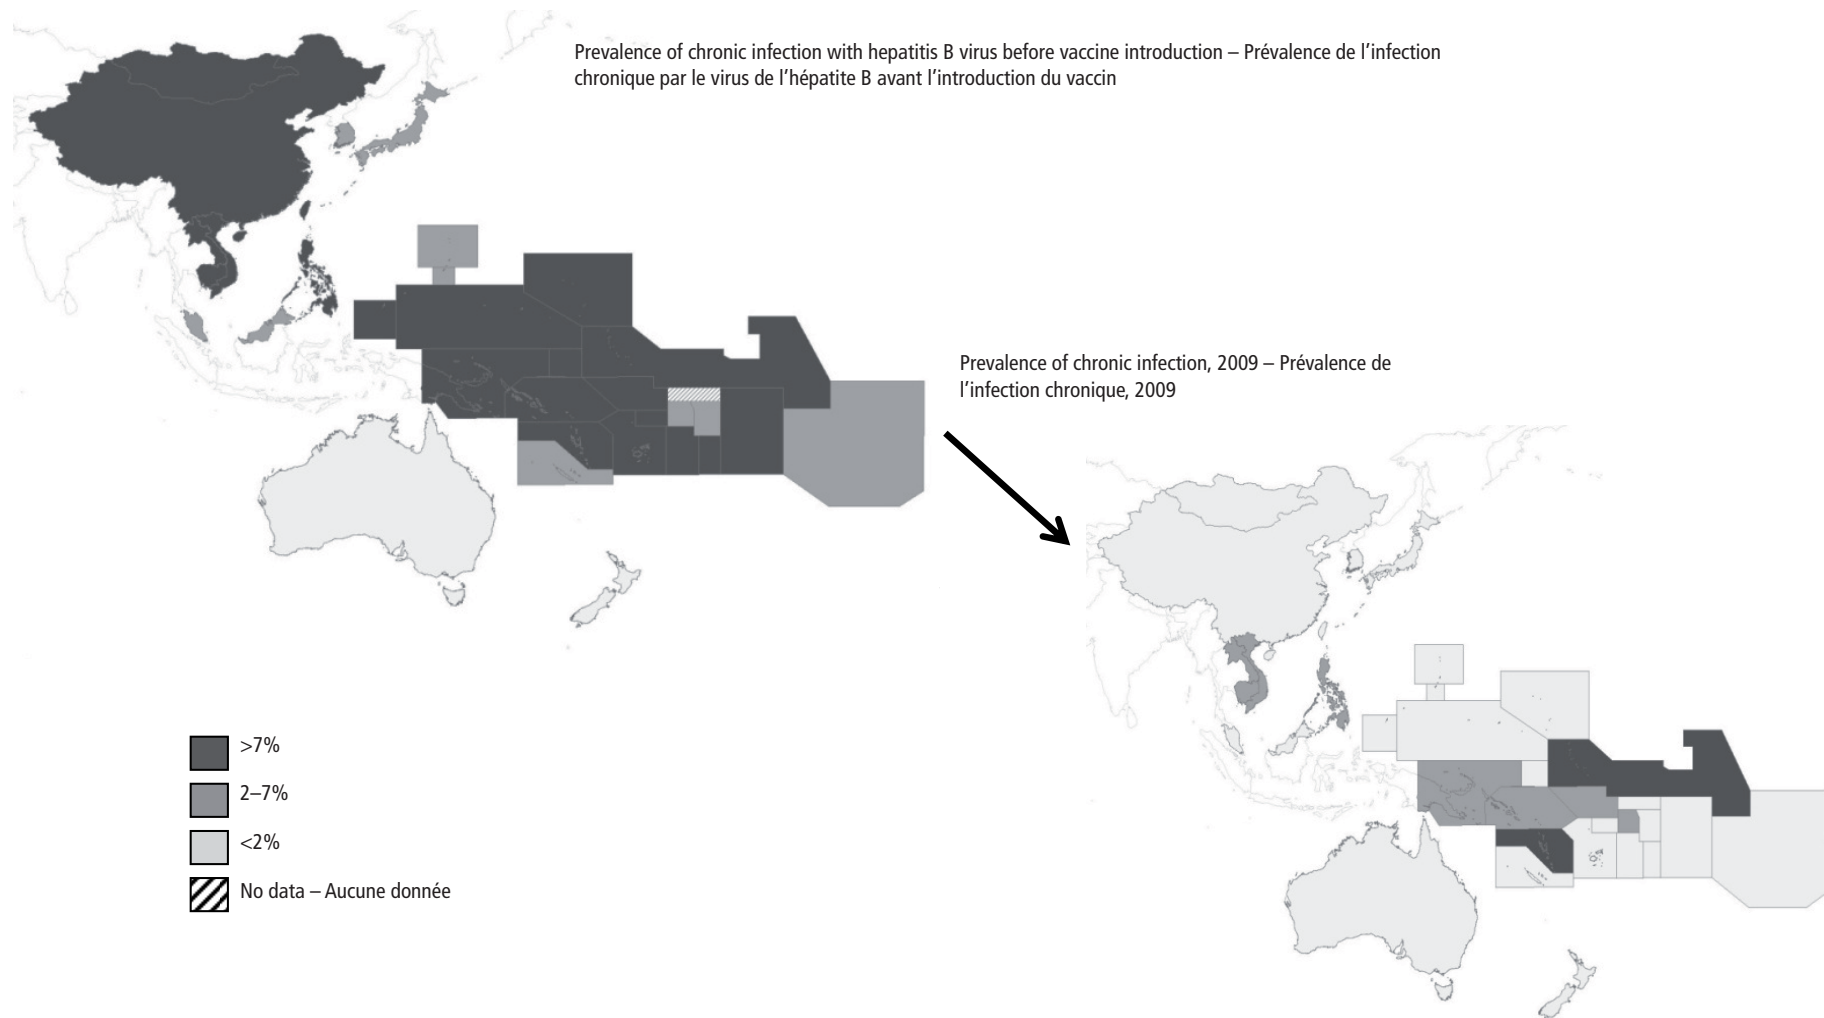 Prevalence of chronic infection with hepatitis B virus before vaccine introduction – Prévalence de l’infection
chronique par le virus de l’hépatite B avant l’introduction du vaccin
Prevalence of chronic infection, 2009 – Prévalence de
l’infection chronique, 2009
>7%
2–7%
<2%
No data – Aucune donnée